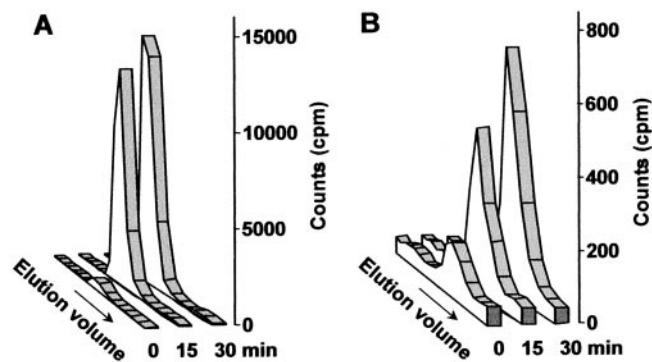 A
15000
10000
5000
0
Counts (cpm)
Elution volume
0 15 30 min
B
800
600
400
200
0
Counts (cpm)
Elution volume
0 15 30 min